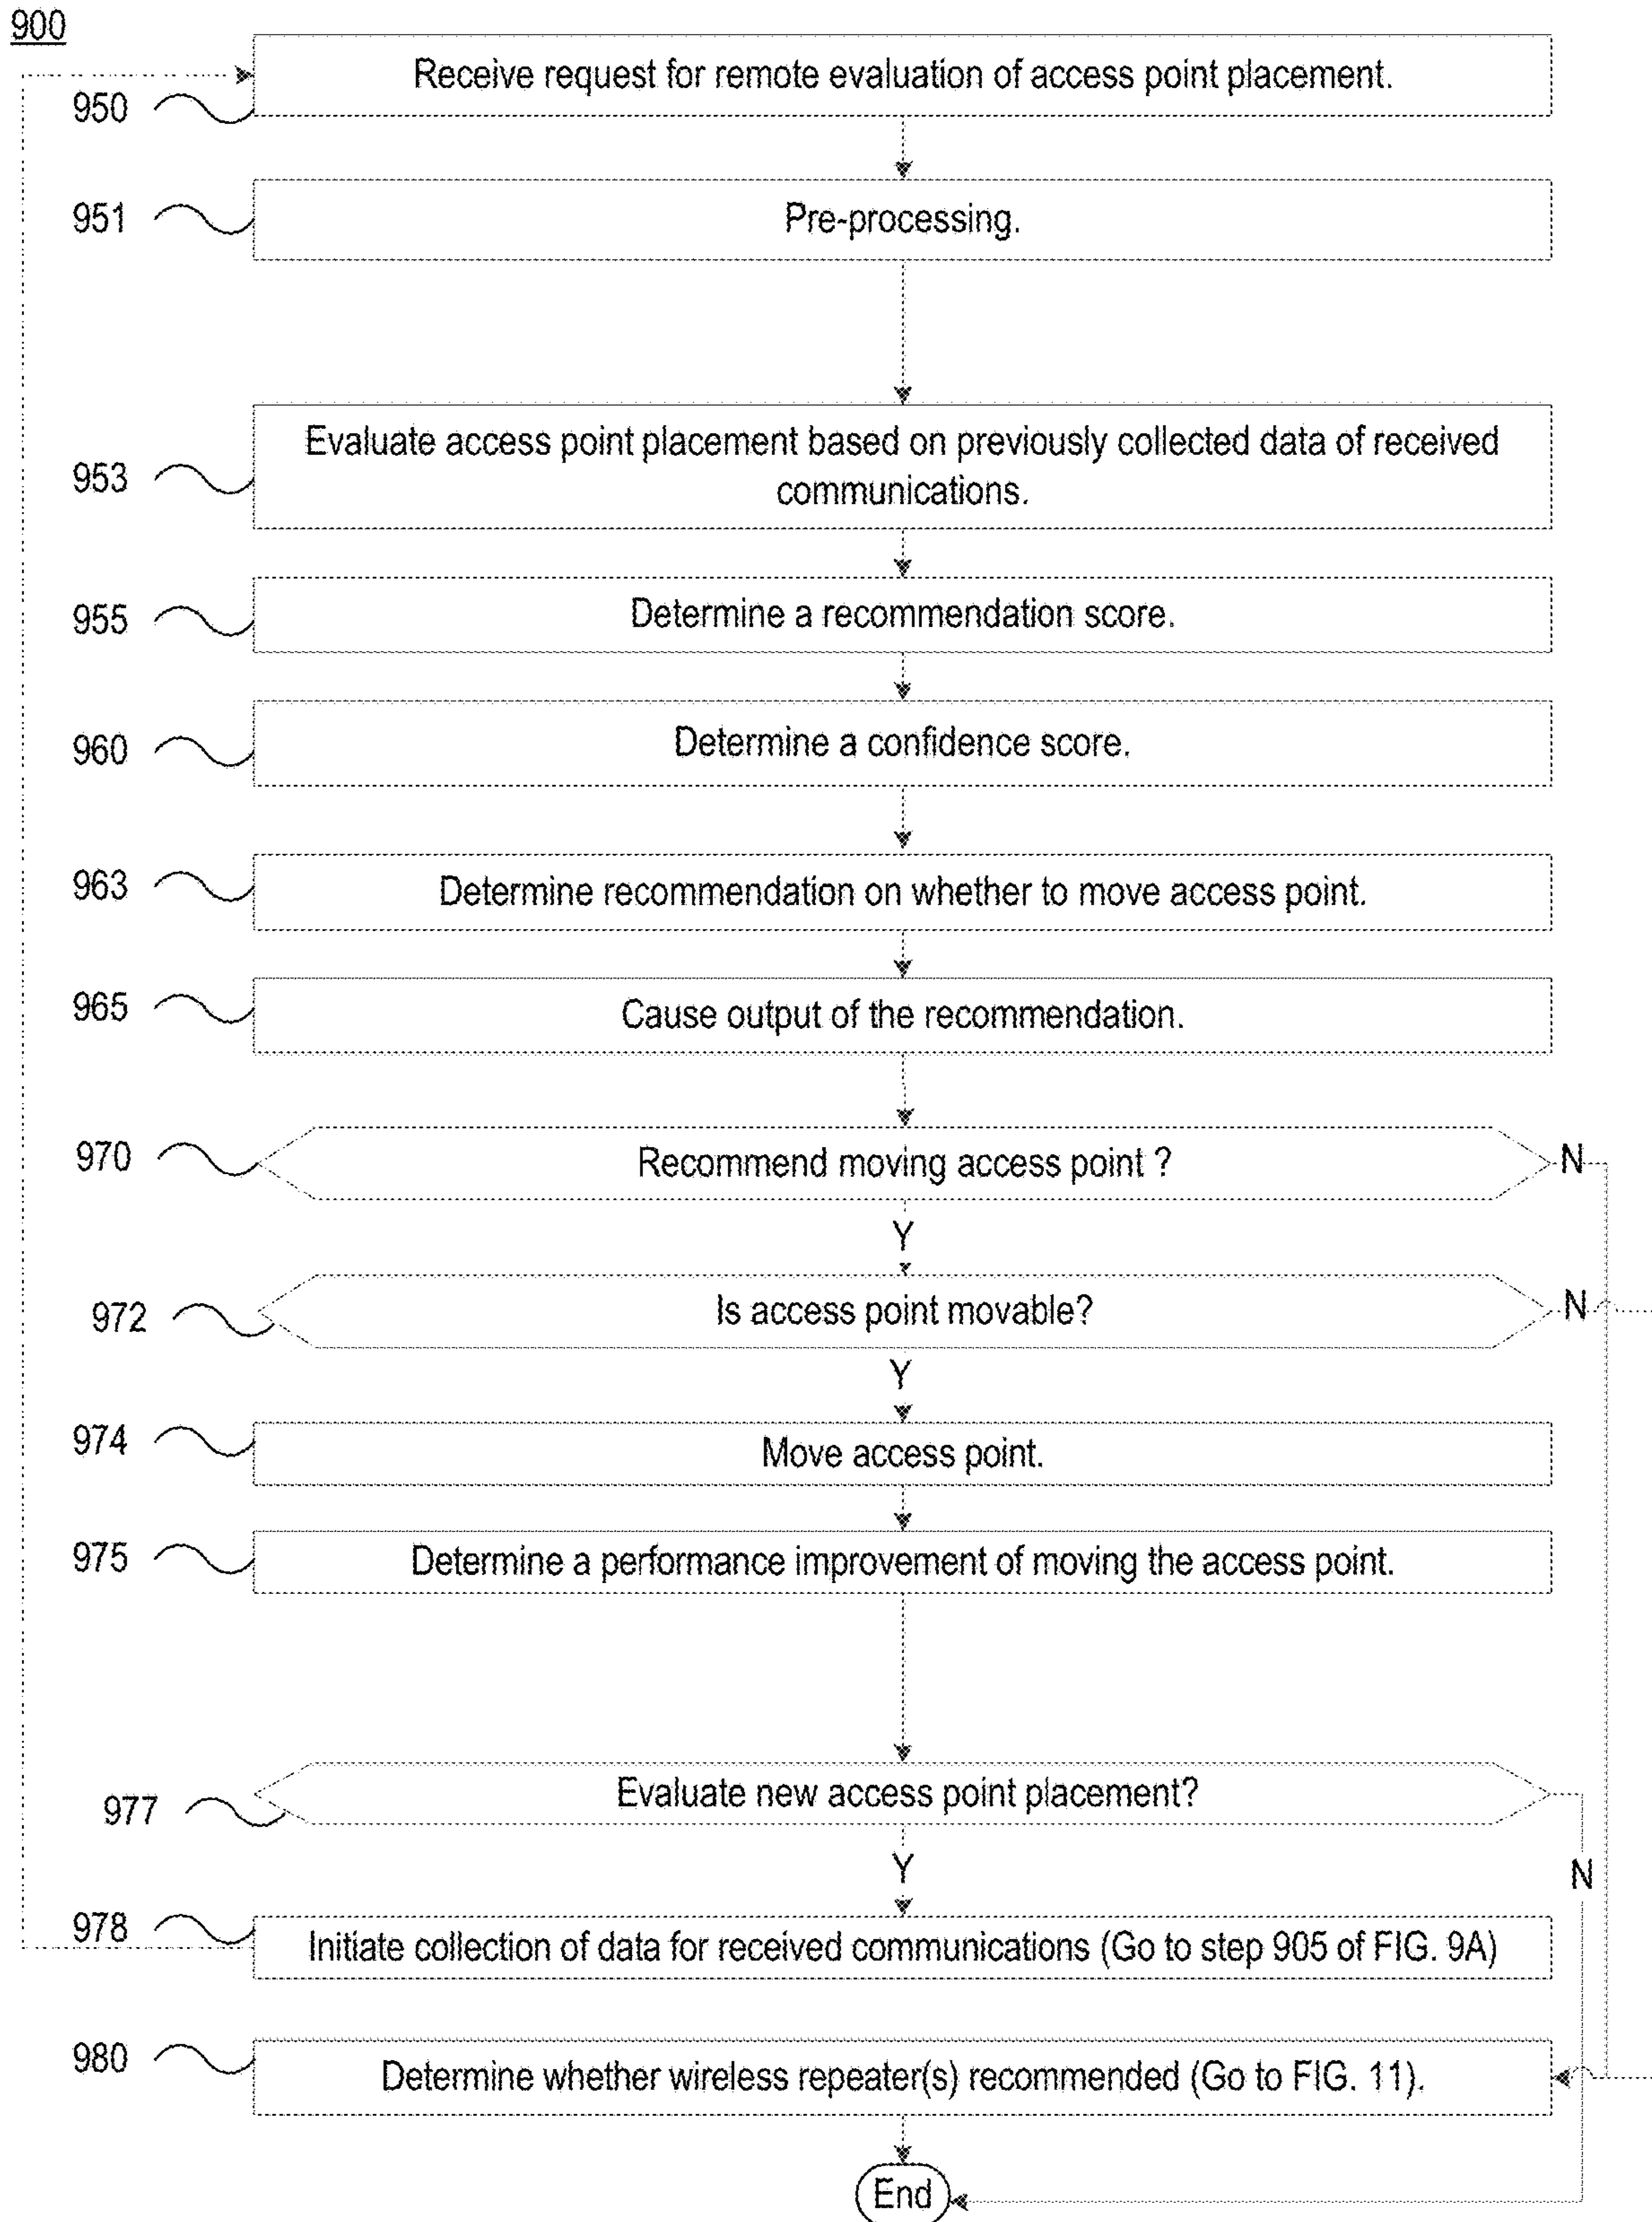 900
Receive request for remote evaluation of access point placement.
950
951
Pre-processing.
Evaluate access point placement based on previously collected data of received
953
communications.
955
Determine a recommendation score.
960
Determine a confidence score.
963
Determine recommendation on whether to move access point.
965
Cause output of the recommendation.
970
Recommend moving access point ?
N
Y
972
Is access point movable?
N
Y
974
Move access point.
975
Determine a performance improvement of moving the access point.
977
Evaluate new access point placement?
Y
N
978
Initiate collection of data for received communications (Go to step 905 of FIG. 9A)
980
Determine whether wireless repeater(s) recommended (Go to FIG. 11).
End